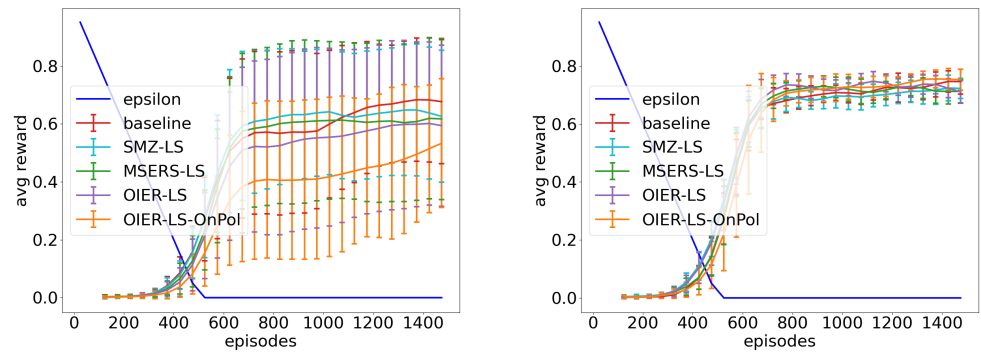 0.8
0.6
0.4
0.2
0.0
avg reward
epsilon
baseline
SMZ-LS
MSERS-LS
OIER-LS
OIER-LS-OnPol
0 200 400 600 800 1000 1200 1400
episodes
0.8
0.6
0.4
0.2
0.0
avg reward
epsilon
baseline
SMZ-LS
MSERS-LS
OIER-LS
OIER-LS-OnPol
0 200 400 600 800 1000 1200 1400
episodes